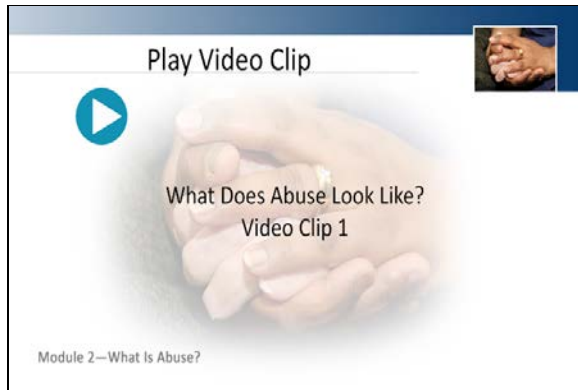 Play Video Clip
What Does Abuse Look Like?
Video Clip 1
Module 2—What Is Abuse?